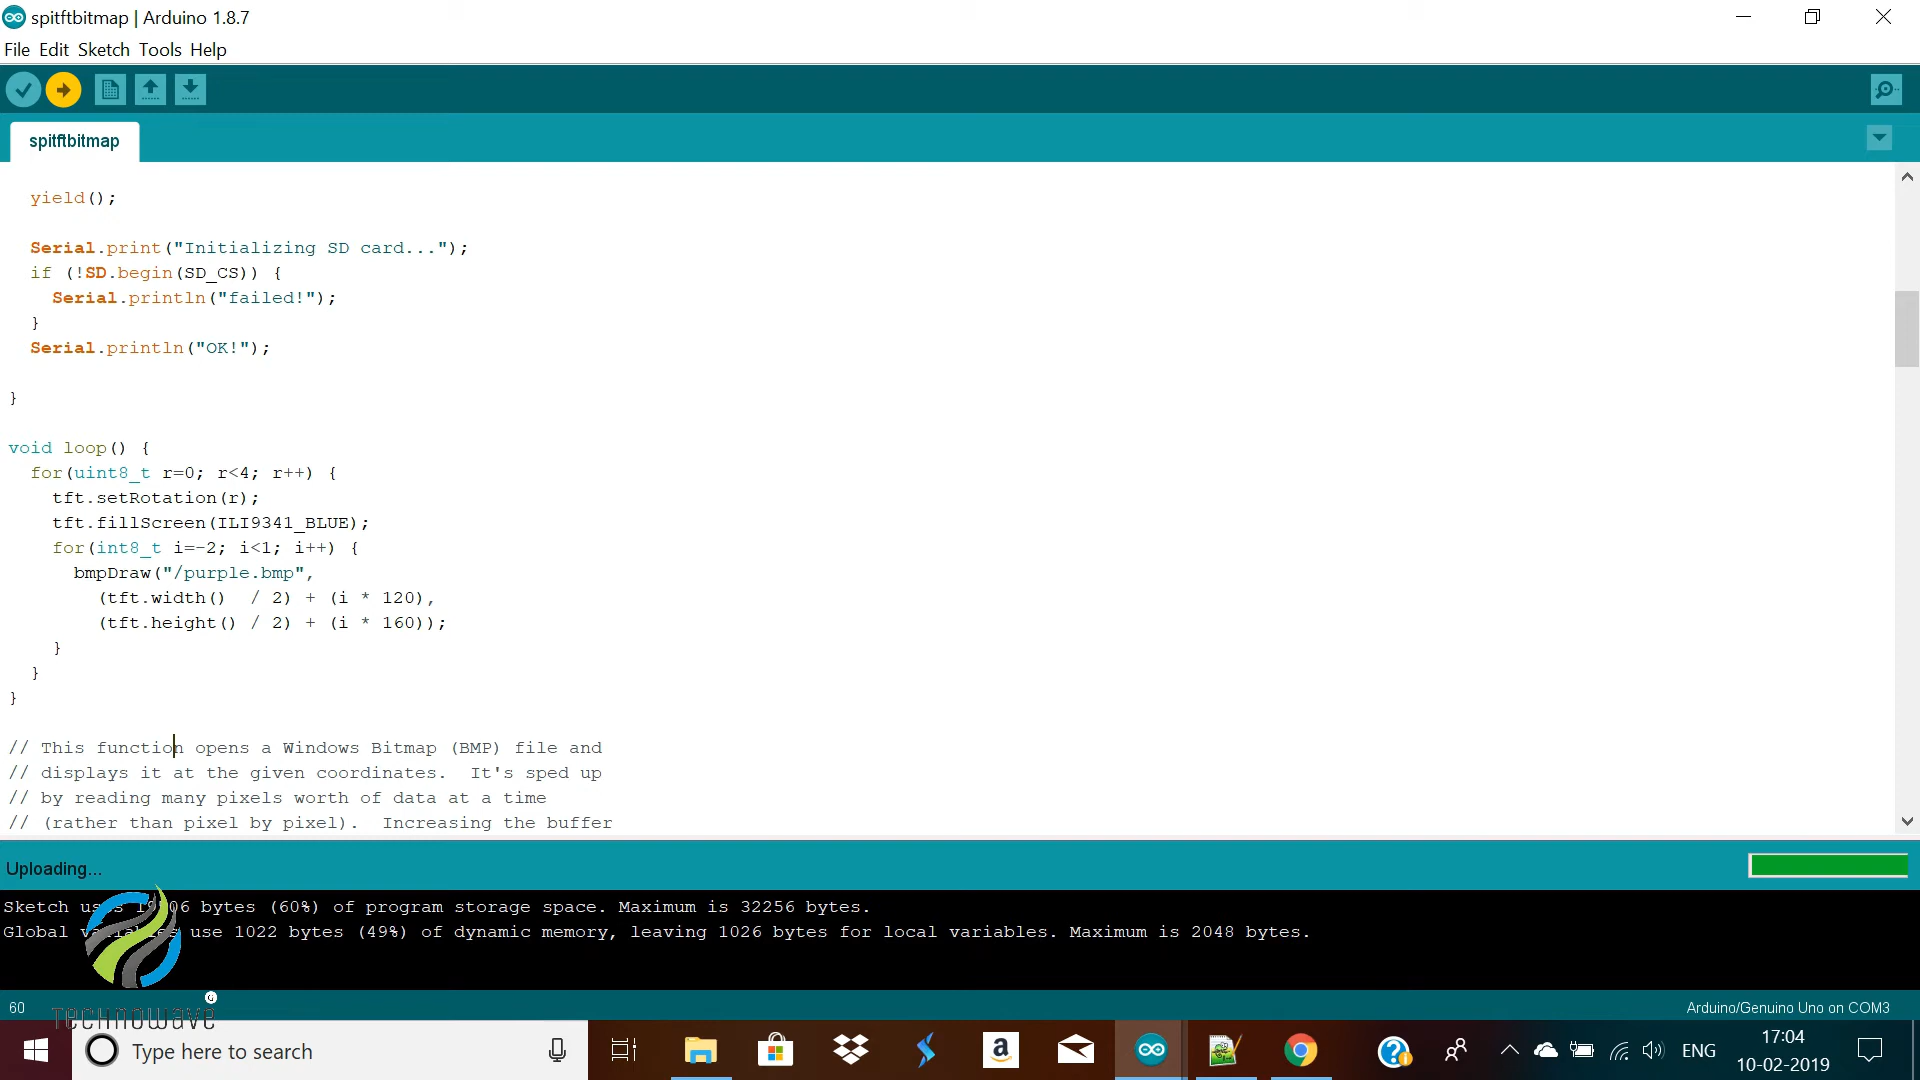 spitftbitmap | Arduino 1.8.7
File Edit Sketch Tools Help
spitftbitmap
yield();
Serial.print("Initializing SD card...");
if (!SD.begin(SD_CS)) {
Serial.println("failed!");
}
Serial.println("OK!");
}
void loop() {
for(uint8_t r=0; r<4; r++) {
tft.setRotation(r);
tft.fillScreen(ILI9341_BLUE);
for(int8_t i=-2; i<1; i++) {
bmpDraw("/purple.bmp",
(tft.width()  / 2) + (i * 120),
(tft.height() / 2) + (i * 160));
}
}
}
// This function opens a Windows Bitmap (BMP) file and
// displays it at the given coordinates.  It's sped up
// by reading many pixels worth of data at a time
// (rather than pixel by pixel).  Increasing the buffer
Uploading...
Sketch bytes (60%) of program storage space. Maximum is 32256 bytes.
Global use 1022 bytes (49%) of dynamic memory, leaving 1026 bytes for local variables. Maximum is 2048 bytes.
60
Arduino/Genuino Uno on COM3
TECHNOWAVE
G
Type here to search
a
ENG
17:04
10-02-2019